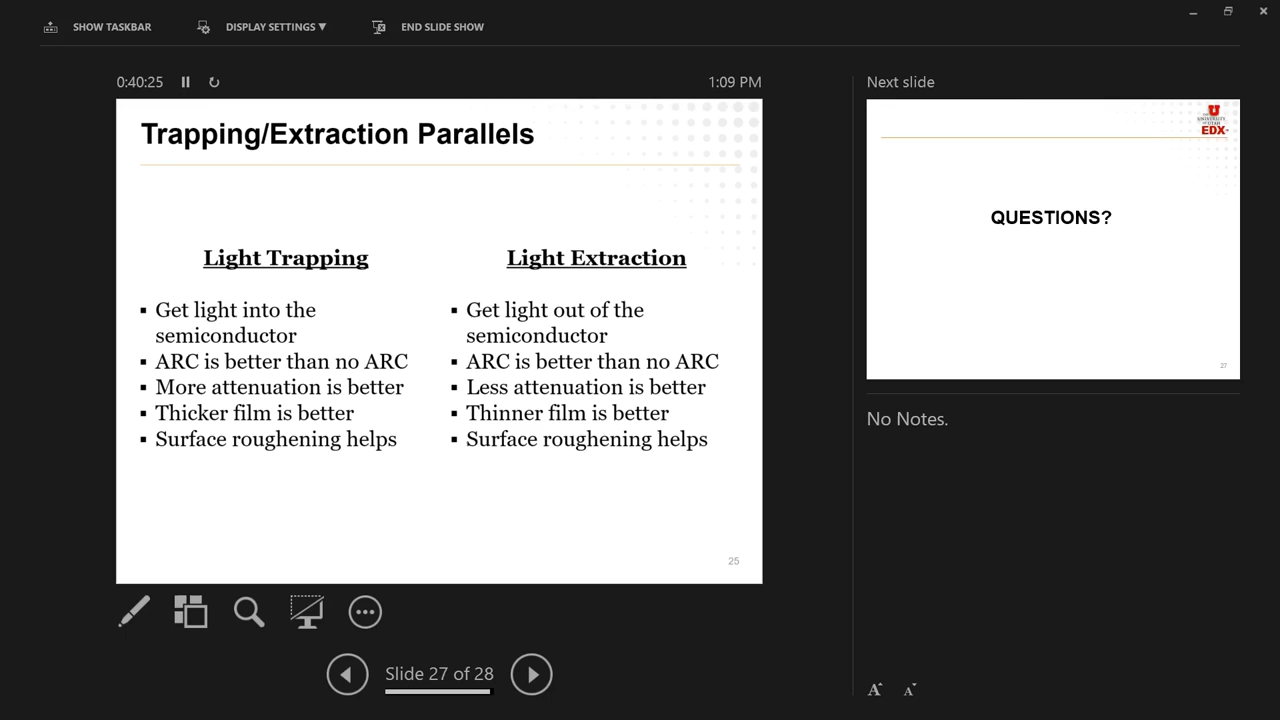 SHOW TASKBAR
DISPLAY SETTINGS ▼
END SLIDE SHOW
0:40:25
1:09 PM
Trapping/Extraction Parallels
Light Trapping
▪ Get light into the
semiconductor
▪ ARC is better than no ARC
▪ More attenuation is better
▪ Thicker film is better
▪ Surface roughening helps
Light Extraction
▪ Get light out of the
semiconductor
▪ ARC is better than no ARC
▪ Less attenuation is better
▪ Thinner film is better
▪ Surface roughening helps
25
Slide 27 of 28
Next slide
U
UNIVERSITY
OF UTAH
EDX
QUESTIONS?
27
No Notes.
A A